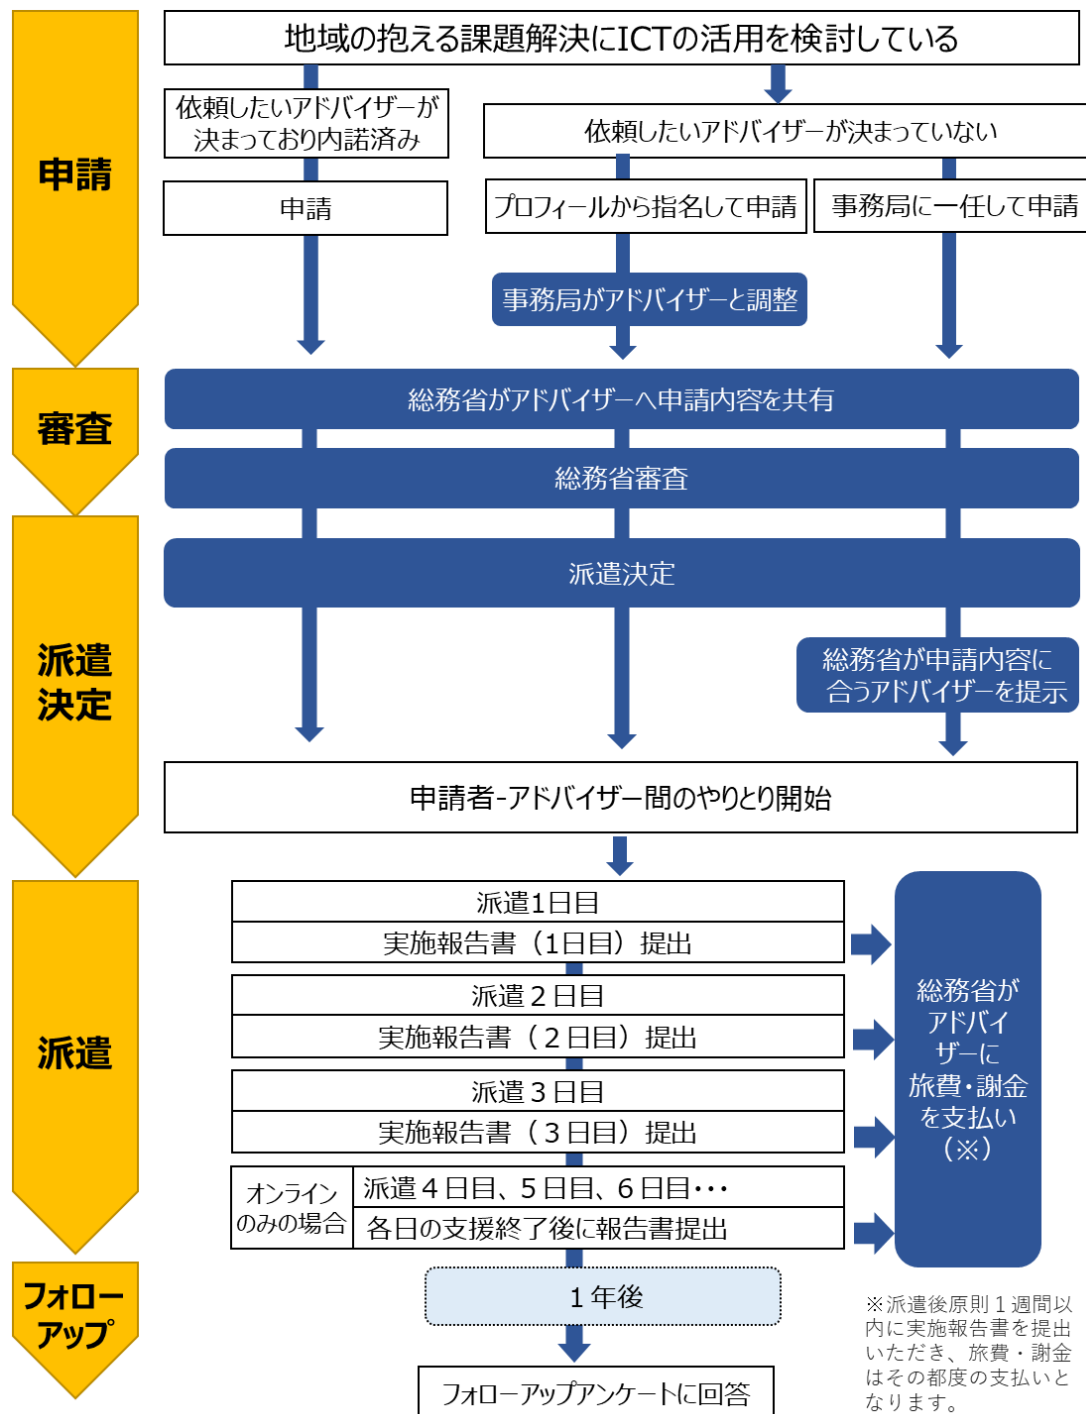 地域の抱える課題解決にICTの活用を検討している
申請
依頼したいアドバイザーが
決まっており内諾済み
依頼したいアドバイザーが決まっていない
申請
プロフィールから指名して申請
事務局に一任して申請
事務局がアドバイザーと調整
審査
総務省がアドバイザーへ申請内容を共有
総務省審査
派遣
決定
派遣決定
総務省が申請内容に
合うアドバイザーを提示
申請者-アドバイザー間のやりとり開始
派遣
派遣1日目
実施報告書（1日目）提出
派遣２日目
実施報告書（２日目）提出
派遣３日目
実施報告書（３日目）提出
オンライン
のみの場合
派遣４日目、５日目、６日目・・・
各日の支援終了後に報告書提出
総務省が
アドバイ
ザーに
旅費・謝金
を支払い
（※）
フォロー
アップ
１年後
フォローアップアンケートに回答
※派遣後原則１週間以
内に実施報告書を提出
いただき、旅費・謝金
はその都度の支払いと
なります。